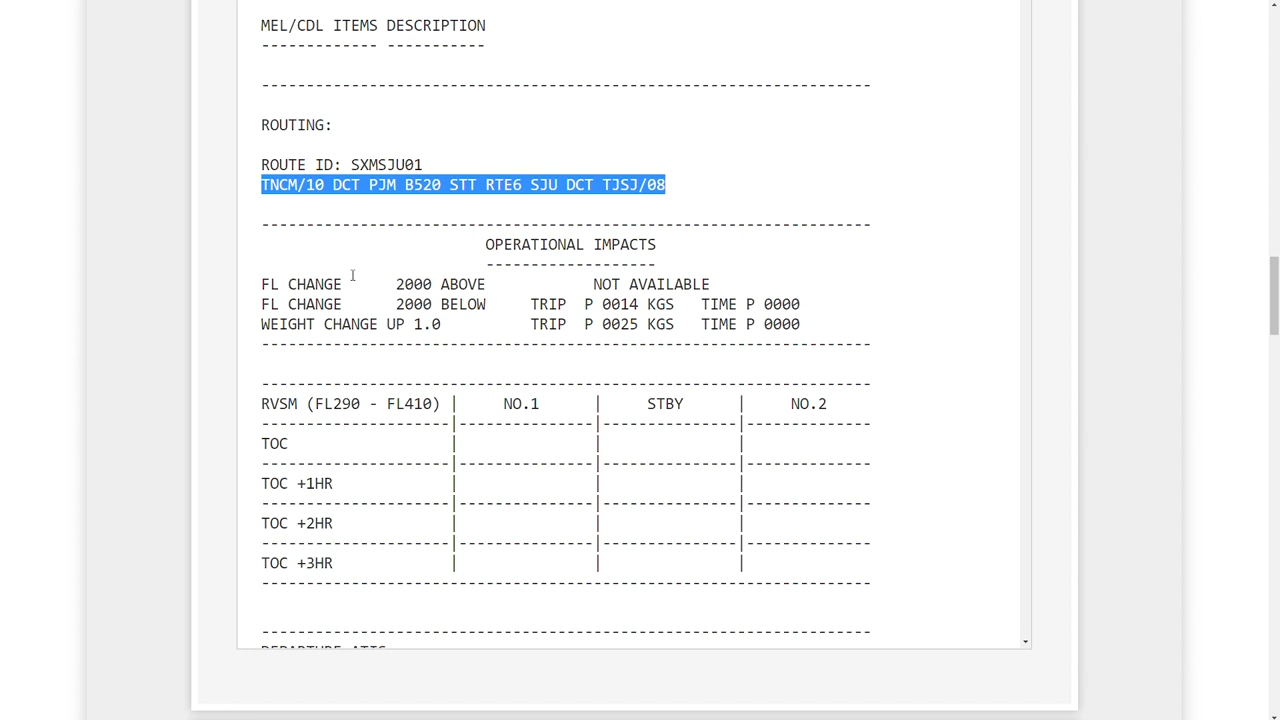 MEL/CDL ITEMS DESCRIPTION
------------- -----------
--------------------------------------------------------------------
ROUTING:
ROUTE ID: SXMSJU01
TNCM/10 DCT PJM B520 STT RTE6 SJU DCT TJSJ/08
--------------------------------------------------------------------
OPERATIONAL IMPACTS
-------------------
FL CHANGE      2000 ABOVE            NOT AVAILABLE
FL CHANGE      2000 BELOW     TRIP  P 0014 KGS   TIME P 0000
WEIGHT CHANGE UP 1.0          TRIP  P 0025 KGS   TIME P 0000
--------------------------------------------------------------------
--------------------------------------------------------------------
RVSM (FL290 - FL410) |     NO.1      |     STBY      |     NO.2
---------------------|---------------|---------------|--------------
TOC                  |               |               |
---------------------|---------------|---------------|--------------
TOC +1HR             |               |               |
---------------------|---------------|---------------|--------------
TOC +2HR             |               |               |
---------------------|---------------|---------------|--------------
TOC +3HR             |               |               |
--------------------------------------------------------------------
--------------------------------------------------------------------
DEPARTURE ATIS